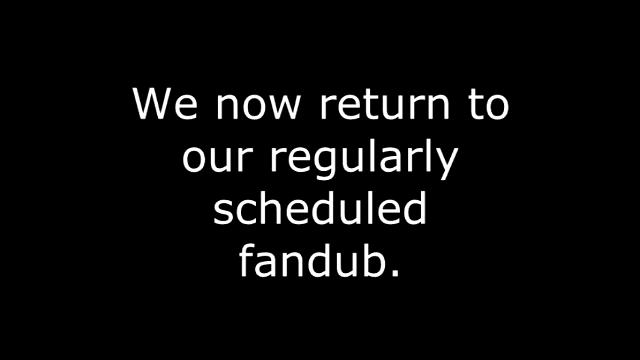 We now return to
our regularly
scheduled
fandub.